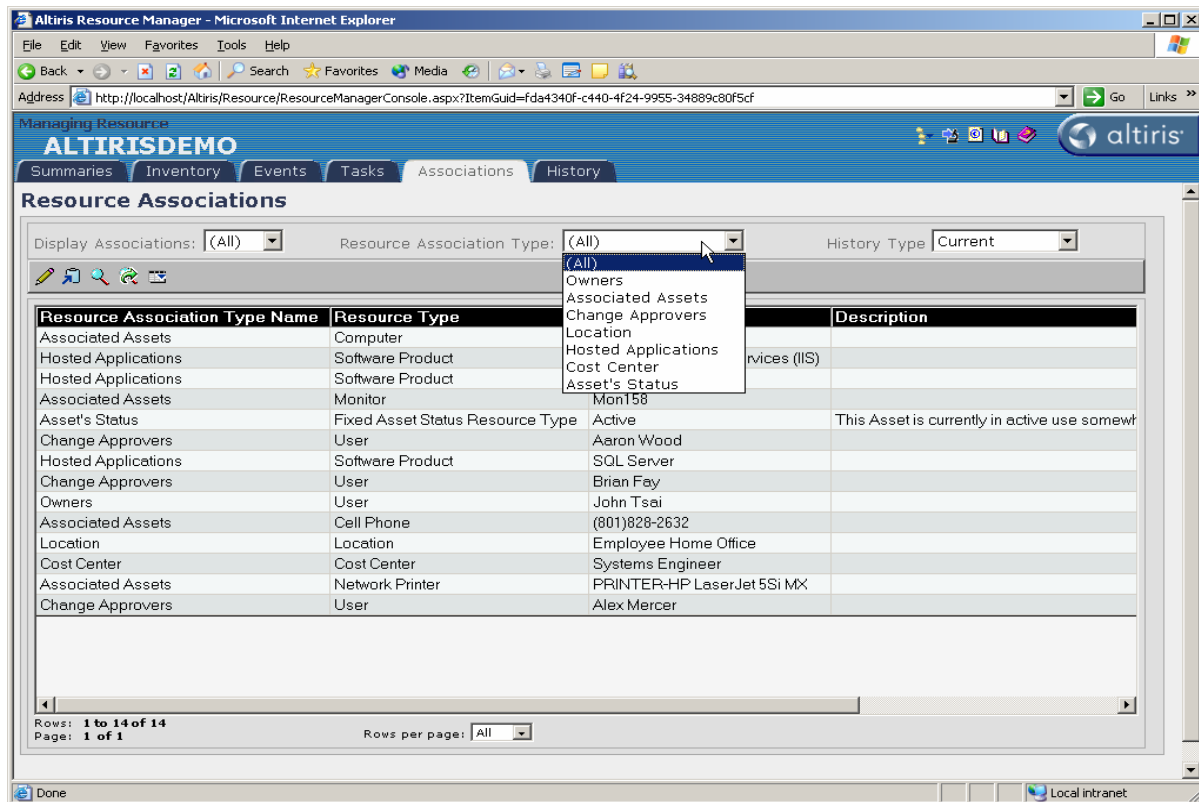 Altiris Resource Manager - Microsoft Internet Explorer
File Edit View Favorites Tools Help
Back Search Favorites Media
Address http://localhost/Altiris/Resource/ResourceManagerConsole.aspx?ItemGuid=fda4340f-c440-4f24-9955-34889c80f5cf Go Links »
Managing Resource
ALTIRISDEMO
altiris
Summaries Inventory Events Tasks Associations History
Resource Associations
Display Associations: (All) Resource Association Type: (All) History Type Current
(All)
Owners
Associated Assets
Change Approvers
Location
Hosted Applications
Cost Center
Asset's Status
Resource Association Type Name Resource Type Description
Associated Assets Computer
Hosted Applications Software Product rvices (IIS)
Hosted Applications Software Product
Associated Assets Monitor Mon158
Asset's Status Fixed Asset Status Resource Type Active This Asset is currently in active use somewh
Change Approvers User Aaron Wood
Hosted Applications Software Product SQL Server
Change Approvers User Brian Fay
Owners User John Tsai
Associated Assets Cell Phone (801)828-2632
Location Location Employee Home Office
Cost Center Cost Center Systems Engineer
Associated Assets Network Printer PRINTER-HP LaserJet 5Si MX
Change Approvers User Alex Mercer
Rows: 1 to 14 of 14
Page: 1 of 1 Rows per page: All
Done Local intranet